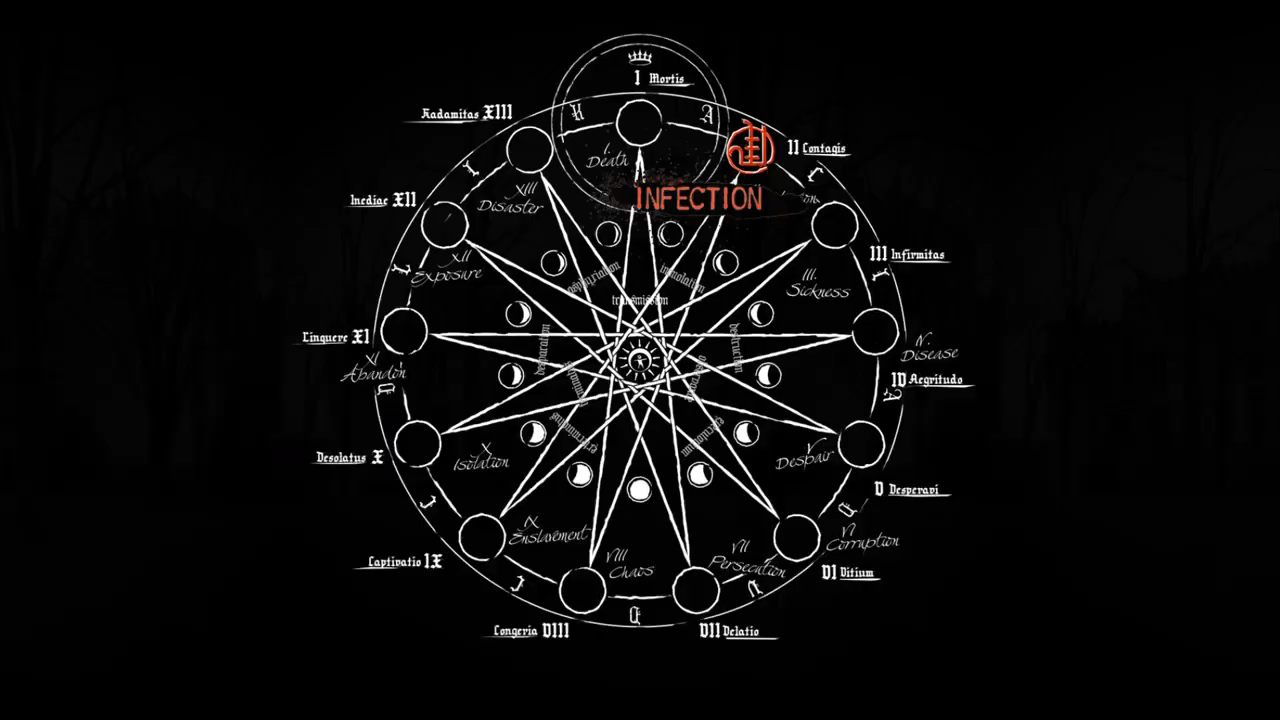 I Mortis
K
A
Kadamitas XIII
II Contagis
I. Death
INFECTION
XIII Disaster
Inediae XII
III Infirmitas
XII Exposure
III. Sickness
immolation
transmission
Linquere XI
destruction
IV. Disease
XI Abandon
IV Aegritudo
V Despair
Desolatus X
X Isolation
V Desperavi
VI Corruption
IX Enslavement
VII Persecution
VIII Chaos
Captivatio IX
VI Vitium
Congeria VIII
VII Delatio